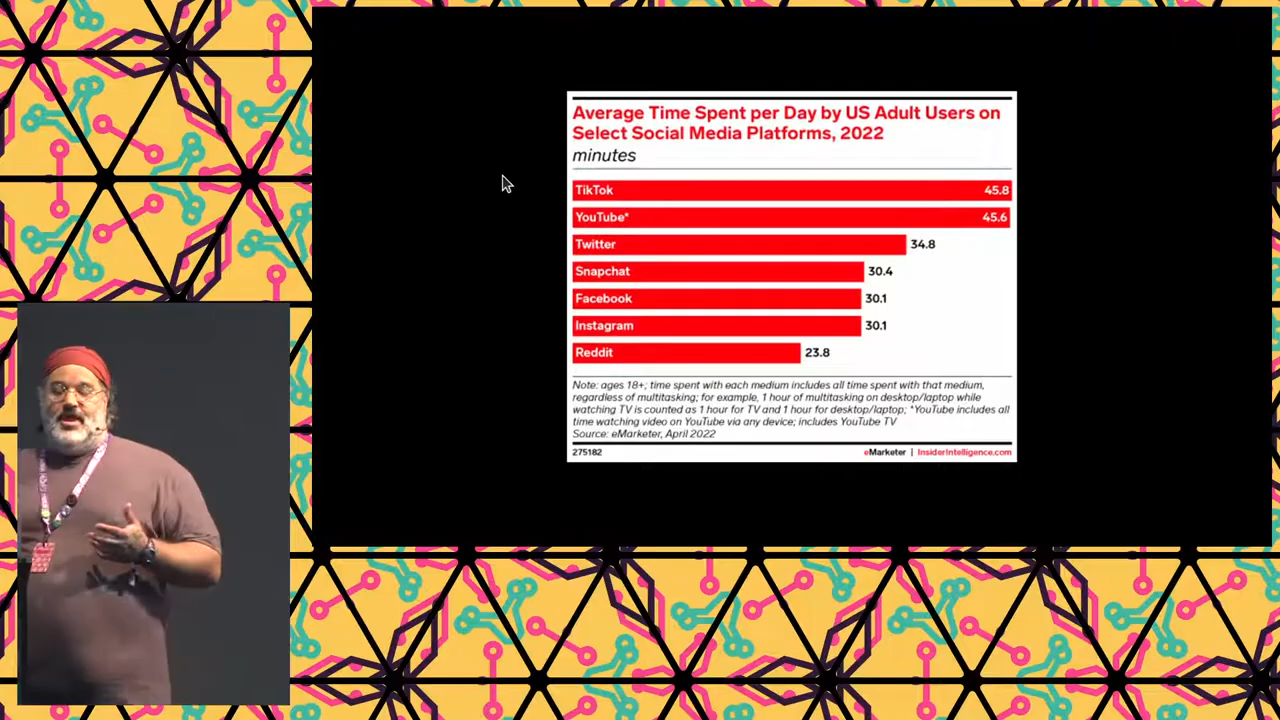 Average Time Spent per Day by US Adult Users on
Select Social Media Platforms, 2022
minutes
TikTok 45.8
YouTube* 45.6
Twitter 34.8
Snapchat 30.4
Facebook 30.1
Instagram 30.1
Reddit 23.8
Note: ages 18+; time spent with each medium includes all time spent with that medium,
regardless of multitasking; for example, 1 hour of multitasking on desktop/laptop while
watching TV is counted as 1 hour for TV and 1 hour for desktop/laptop; *YouTube includes all
time watching video on YouTube via any device; includes YouTube TV
Source: eMarketer, April 2022
275182 eMarketer | InsiderIntelligence.com